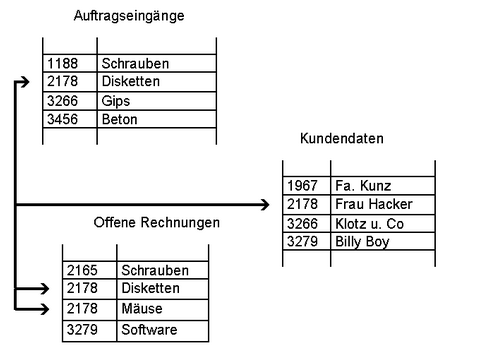 Auftragseingänge
1188 Schrauben
2178 Disketten
3266 Gips
3456 Beton
Kundendaten
1967 Fa. Kunz
2178 Frau Hacker
3266 Klotz u. Co
3279 Billy Boy
Offene Rechnungen
2165 Schrauben
2178 Disketten
2178 Mäuse
3279 Software